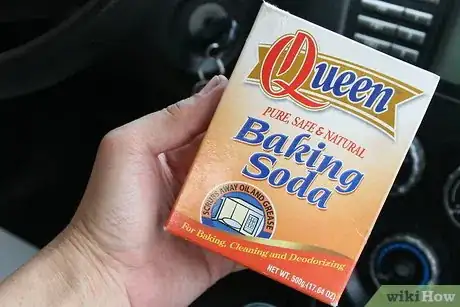 Queen
PURE, SAFE & NATURAL
Baking
Soda
SCRUBS AWAY OIL AND GREASE
For Baking, Cleaning and Deodorizing
NET WT. 500g (17.64 OZ)
wikiHow